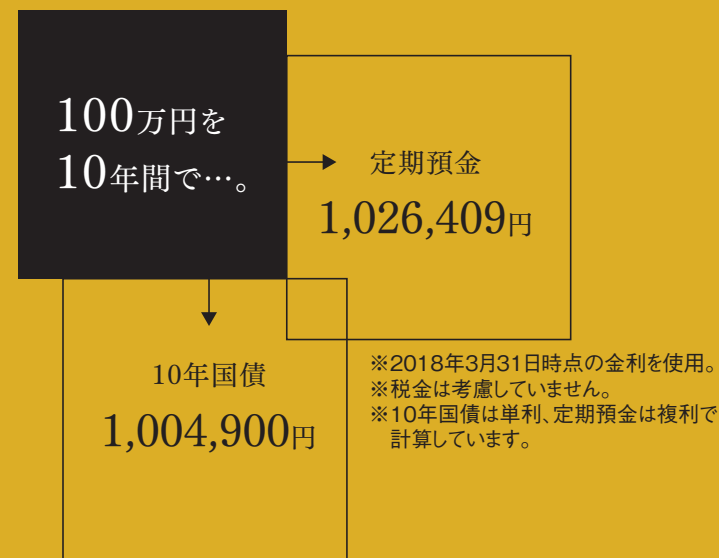 100万円を
10年間で…。
定期預金
1,026,409円
10年国債
1,004,900円
※2018年3月31日時点の金利を使用。
※税金は考慮していません。
※10年国債は単利、定期預金は複利で
計算しています。